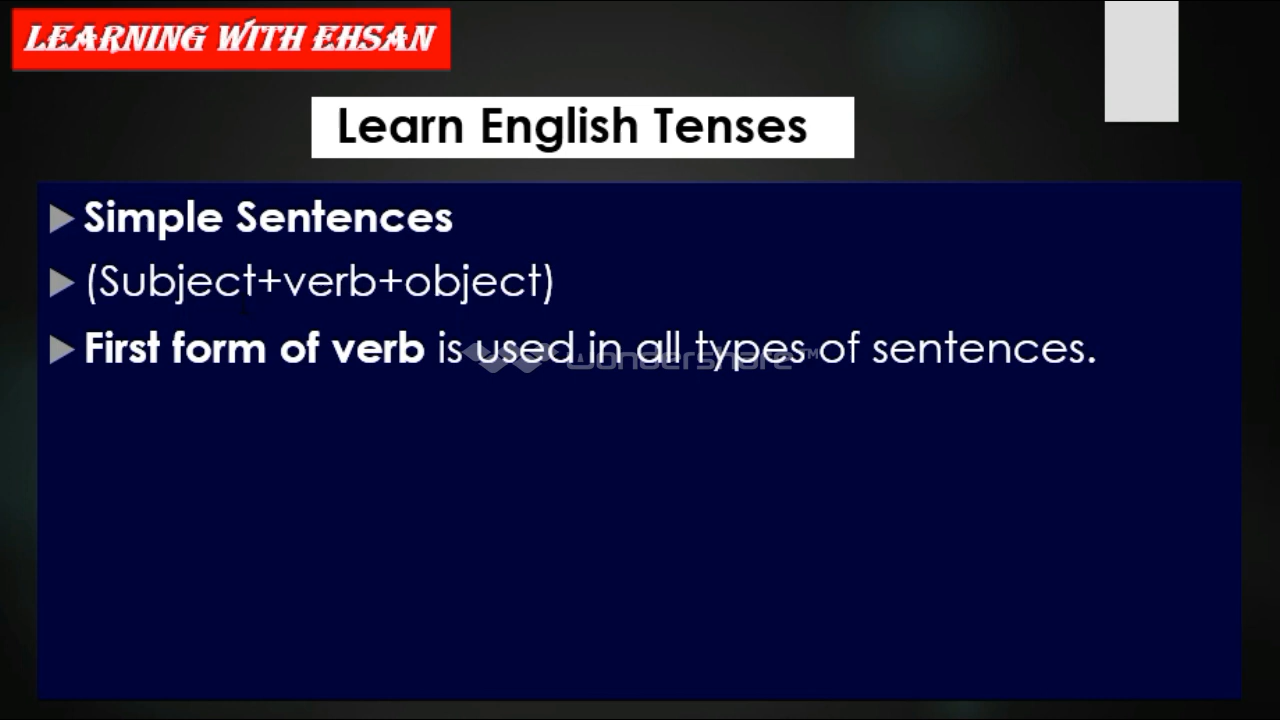 LEARNING WITH EHSAN
Learn English Tenses
Simple Sentences
(Subject+verb+object)
First form of verb is used in all types of sentences.
wondershare™